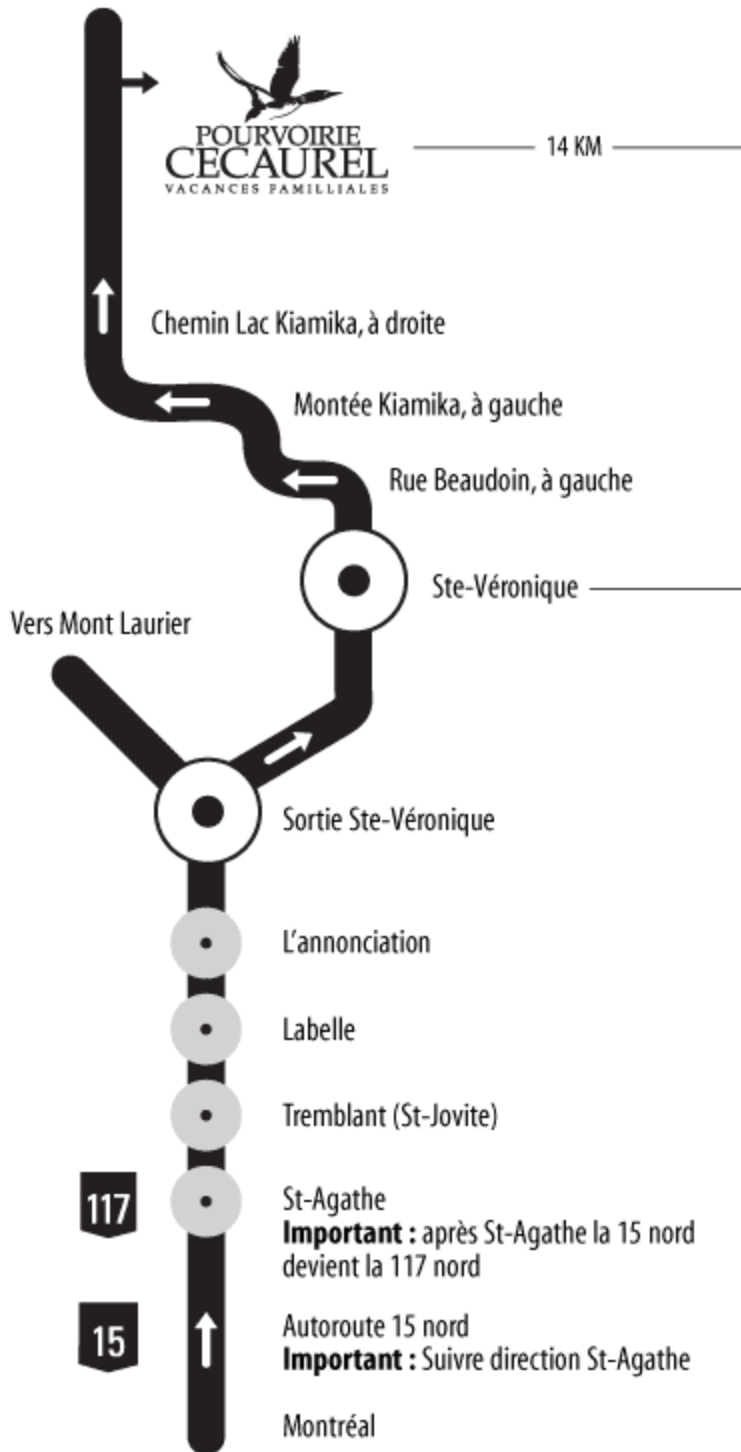 POURVOIRIE
CECAUREL
VACANCES FAMILLIALES
14 KM
Chemin Lac Kiamika, à droite
Montée Kiamika, à gauche
Rue Beaudoin, à gauche
Ste-Véronique
Vers Mont Laurier
Sortie Ste-Véronique
L'annonciation
Labelle
Tremblant (St-Jovite)
117
St-Agathe
Important : après St-Agathe la 15 nord
devient la 117 nord
15
Autoroute 15 nord
Important : Suivre direction St-Agathe
Montréal